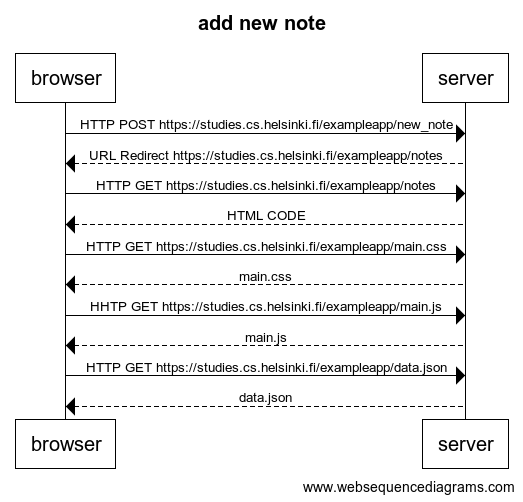 add new note
browser
server
HTTP POST https://studies.cs.helsinki.fi/exampleapp/new_note
URL Redirect https://studies.cs.helsinki.fi/exampleapp/notes
HTTP GET https://studies.cs.helsinki.fi/exampleapp/notes
HTML CODE
HTTP GET https://studies.cs.helsinki.fi/exampleapp/main.css
main.css
HHTP GET https://studies.cs.helsinki.fi/exampleapp/main.js
main.js
HTTP GET https://studies.cs.helsinki.fi/exampleapp/data.json
data.json
browser
server
www.websequencediagrams.com